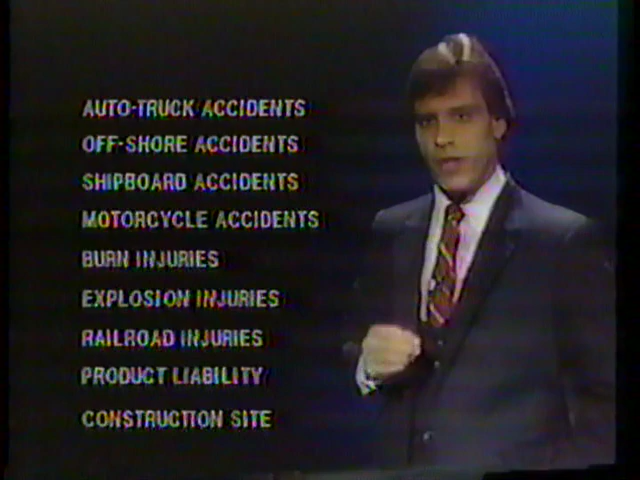 AUTO-TRUCK ACCIDENTS
OFF-SHORE ACCIDENTS
SHIPBOARD ACCIDENTS
MOTORCYCLE ACCIDENTS
BURN INJURIES
EXPLOSION INJURIES
RAILROAD INJURIES
PRODUCT LIABILITY
CONSTRUCTION SITE